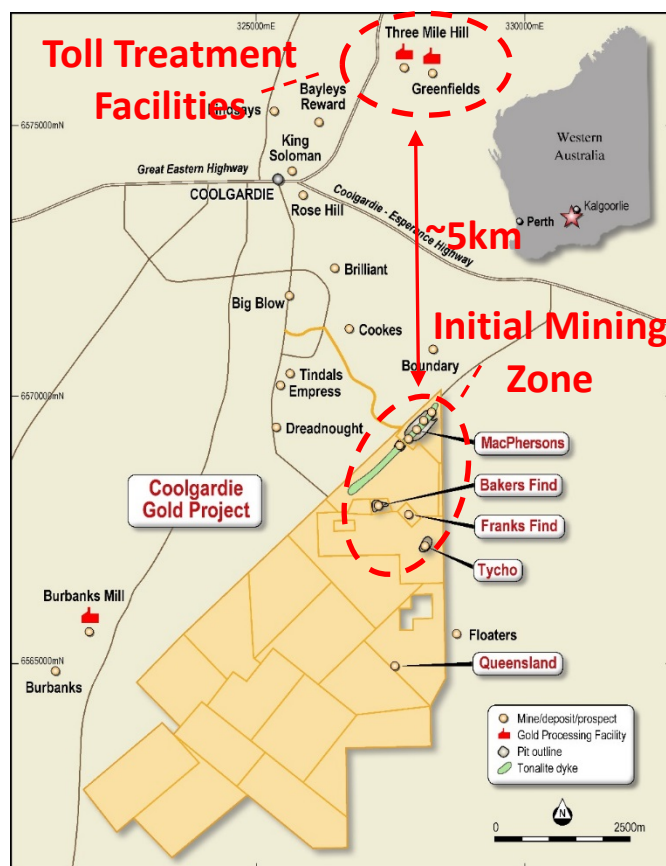 325000mE
330000mE
Toll Treatment
Facilities
Three Mile Hill
Greenfields
Bayleys
Reward
6575000mN
King
Soloman
Great Eastern Highway
COOLGARDIE
Rose Hill
Coolgardie - Esperance Highway
Western
Australia
Kalgoorlie
Perth
~5km
Brilliant
Big Blow
Cookes
Initial Mining
Zone
Boundary
6570000mN
Tindals
Empress
Dreadnought
MacPhersons
Coolgardie
Gold Project
Bakers Find
Franks Find
Tycho
Burbanks Mill
Floaters
6565000mN
Burbanks
Queensland
Mine/deposit/prospect
Gold Processing Facility
Pit outline
Tonalite dyke
N
0
2500m